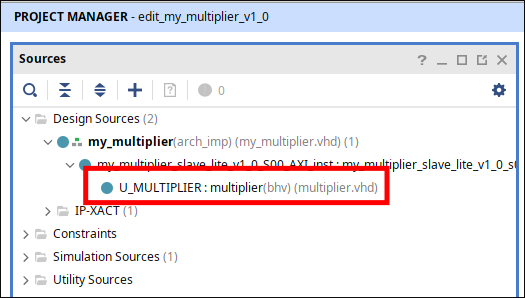 PROJECT MANAGER - edit_my_multiplier_v1_0
Sources
? _
0
Design Sources (2)
my_multiplier(arch_imp) (my_multiplier.vhd) (1)
my_multiplier_slave_lite_v1_0_S00_AXI_inst : my_multiplier_slave_lite_v1_0_s0
U_MULTIPLIER : multiplier(bhv) (multiplier.vhd)
IP-XACT (1)
Constraints
Simulation Sources (1)
Utility Sources